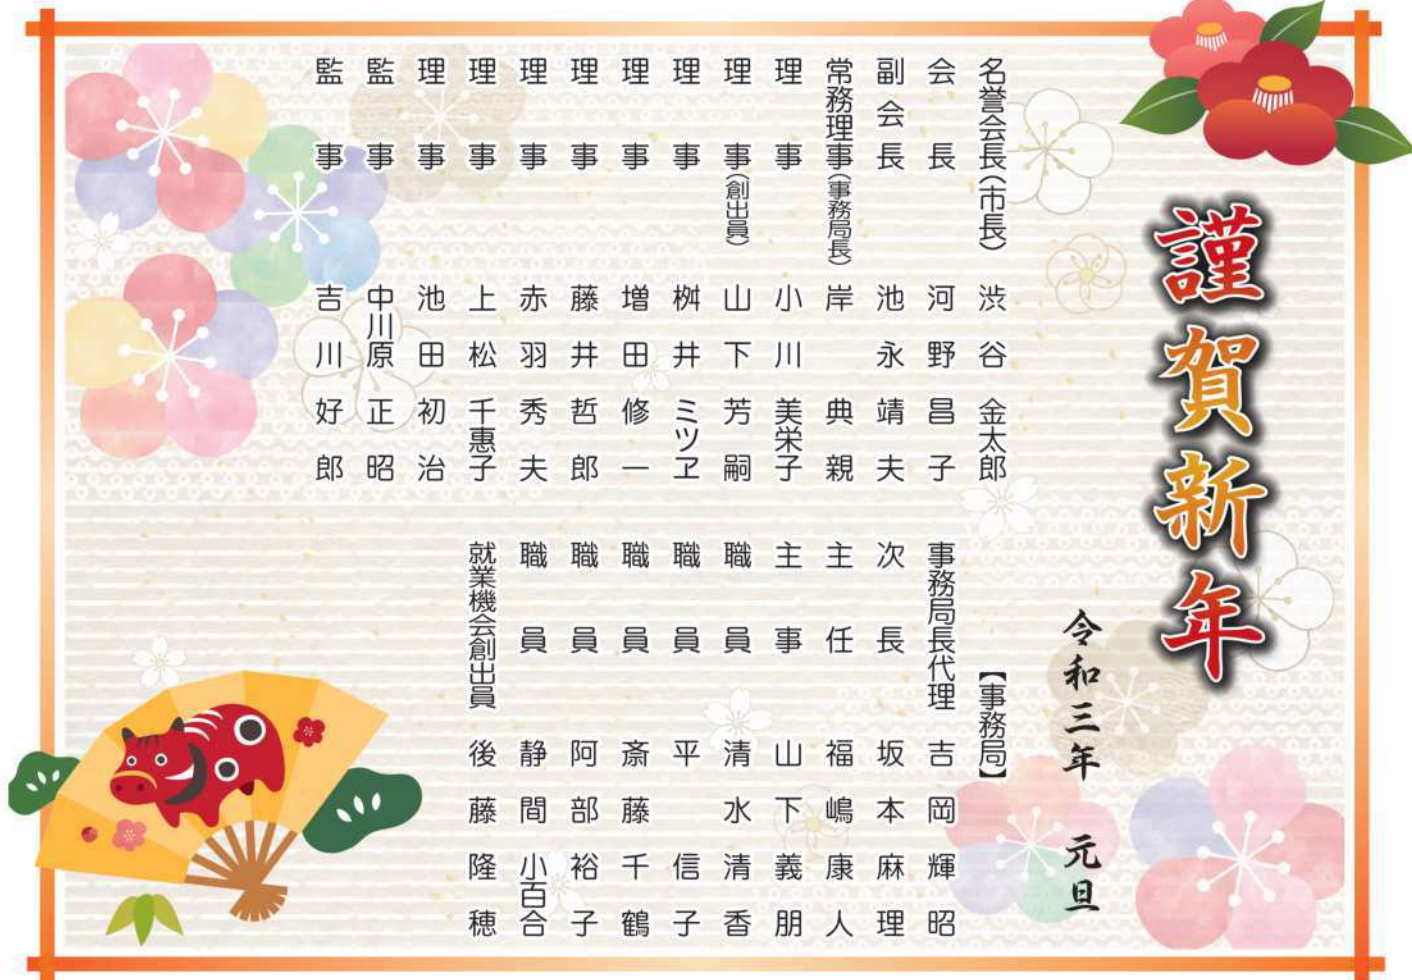 謹賀新年
令和三年 元旦
名誉会長(市長) 渋谷 金太郎
会長 河野 昌子
副会長 池永 靖夫
常務理事(事務局長) 岸 典親
理事 小川 美栄子
理事(創出員) 山下 芳嗣
理事 桝井 ミツヱ
理事 増田 修一
理事 藤井 哲郎
理事 赤羽 秀夫
理事 上松 千惠子
理事 池田 初治
監事 中川原 正昭
監事 吉川 好郎
【事務局】
事務局長代理 吉岡 輝昭
次長 坂本 麻理
主任 福嶋 康人
主事 山下 義朋
職員 清水 清香
職員 平 信子
職員 斎藤 千鶴
職員 阿部 裕子
職員 静間 小百合
就業機会創出員 後藤 隆穂